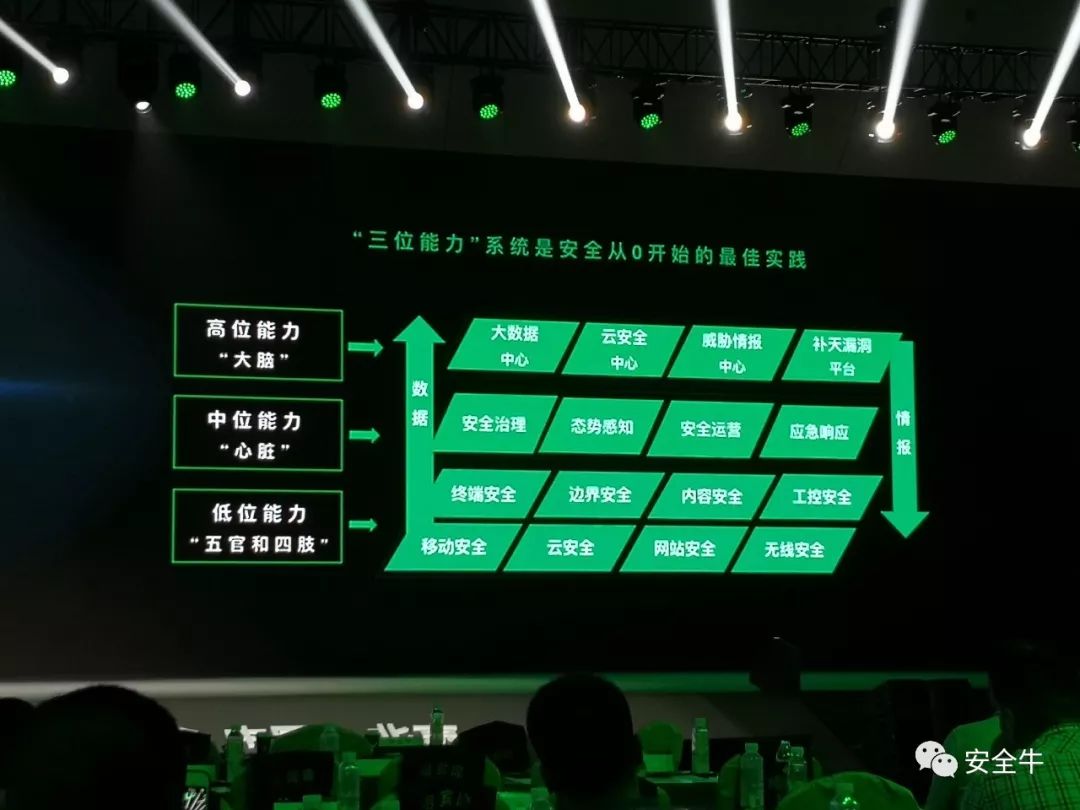 “三位能力”系统是安全从0开始的最佳实践
高位能力
“大脑”
大数据
中心
云安全
中心
威胁情报
中心
补天漏洞
平台
数据
情报
中位能力
“心脏”
安全治理
态势感知
安全运营
应急响应
低位能力
“五官和四肢”
终端安全
边界安全
内容安全
工控安全
移动安全
云安全
网站安全
无线安全
安全牛